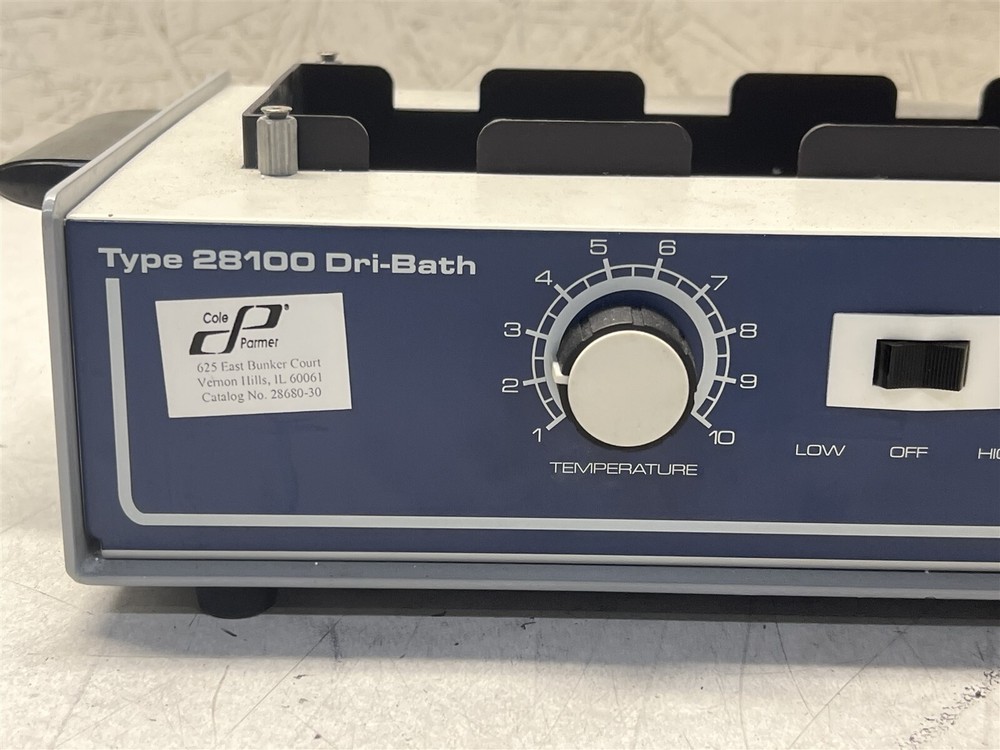 Type 28100 Dri-Bath
Cole
Parmer
625 East Bunker Court
Vernon Hills, IL 60061
Catalog No. 28680-30
1
2
3
4
5
6
7
8
9
10
TEMPERATURE
LOW OFF